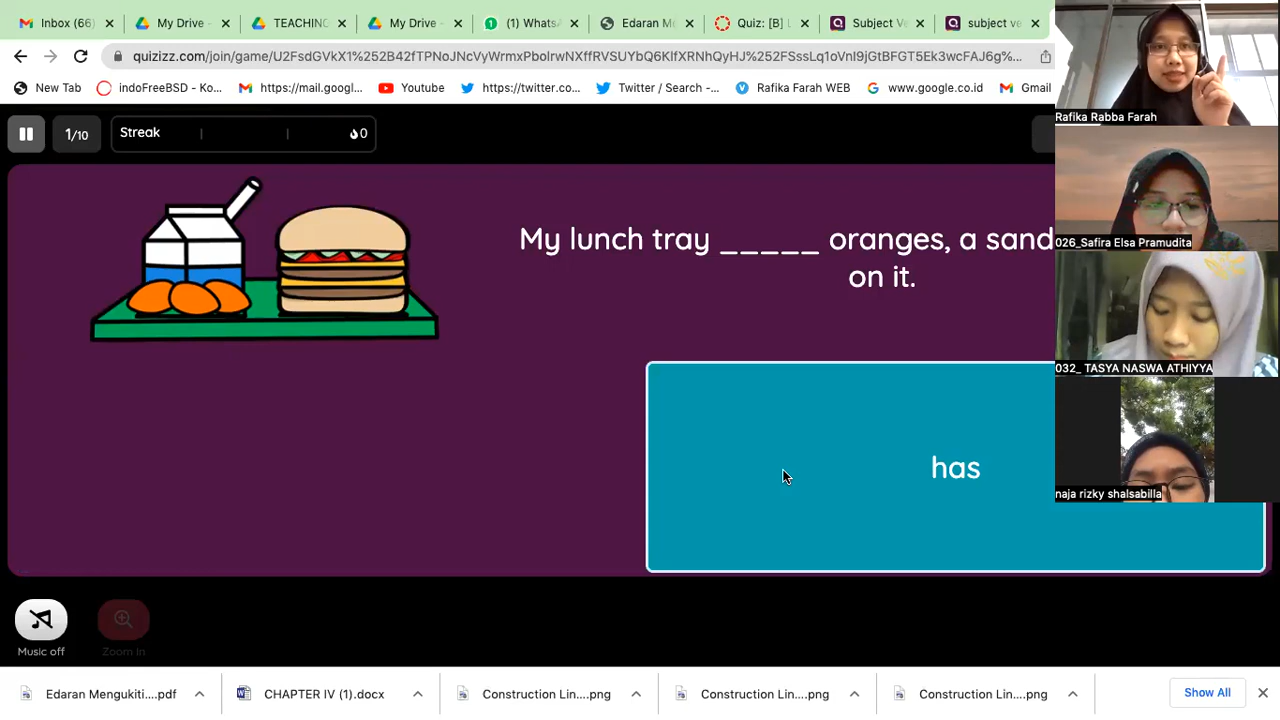 Inbox (66)
My Drive -
TEACHING
My Drive -
(1) Whats
Edaran Me
Quiz: [B] L
Subject Ve
subject ve
quizizz.com/join/game/
New Tab
indoFreeBSD - Ko...
https://mail.googl...
Youtube
https://twitter.co...
Twitter / Search -...
Rafika Farah WEB
www.google.co.id
Gmail
1/10
Streak
0
My lunch tray _____ oranges, a sand
on it.
has
Rafika Rabba Farah
026_Safira Elsa Pramudita
032_ TASYA NASWA ATHIYYA
naja rizky shalsabilla
Music off
Zoom In
Edaran Mengukiti....pdf
CHAPTER IV (1).docx
Construction Lin....png
Construction Lin....png
Construction Lin....png
Show All